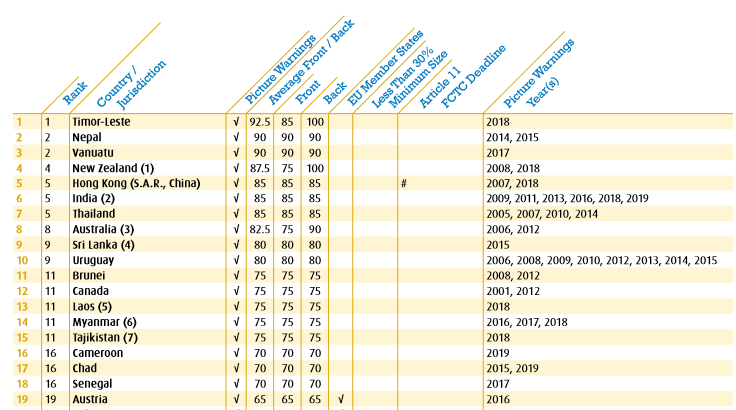 Rank
Country /
Jurisdiction
Picture Warnings
Average Front / Back
Front
Back
EU Member States
Less Than 30%
Minimum Size
Article 11
FCTC Deadline
Picture Warnings
Year(s)
1 1 Timor-Leste √ 92.5 85 100 2018
2 2 Nepal √ 90 90 90 2014, 2015
3 2 Vanuatu √ 90 90 90 2017
4 4 New Zealand (1) √ 87.5 75 100 2008, 2018
5 5 Hong Kong (S.A.R., China) √ 85 85 85 # 2007, 2018
6 5 India (2) √ 85 85 85 2009, 2011, 2013, 2016, 2018, 2019
7 5 Thailand √ 85 85 85 2005, 2007, 2010, 2014
8 8 Australia (3) √ 82.5 75 90 2006, 2012
9 9 Sri Lanka (4) √ 80 80 80 2015
10 9 Uruguay √ 80 80 80 2006, 2008, 2009, 2010, 2012, 2013, 2014, 2015
11 11 Brunei √ 75 75 75 2008, 2012
12 11 Canada √ 75 75 75 2001, 2012
13 11 Laos (5) √ 75 75 75 2018
14 11 Myanmar (6) √ 75 75 75 2016, 2017, 2018
15 11 Tajikistan (7) √ 75 75 75 2018
16 16 Cameroon √ 70 70 70 2019
17 16 Chad √ 70 70 70 2015, 2019
18 16 Senegal √ 70 70 70 2017
19 19 Austria √ 65 65 65 √ 2016